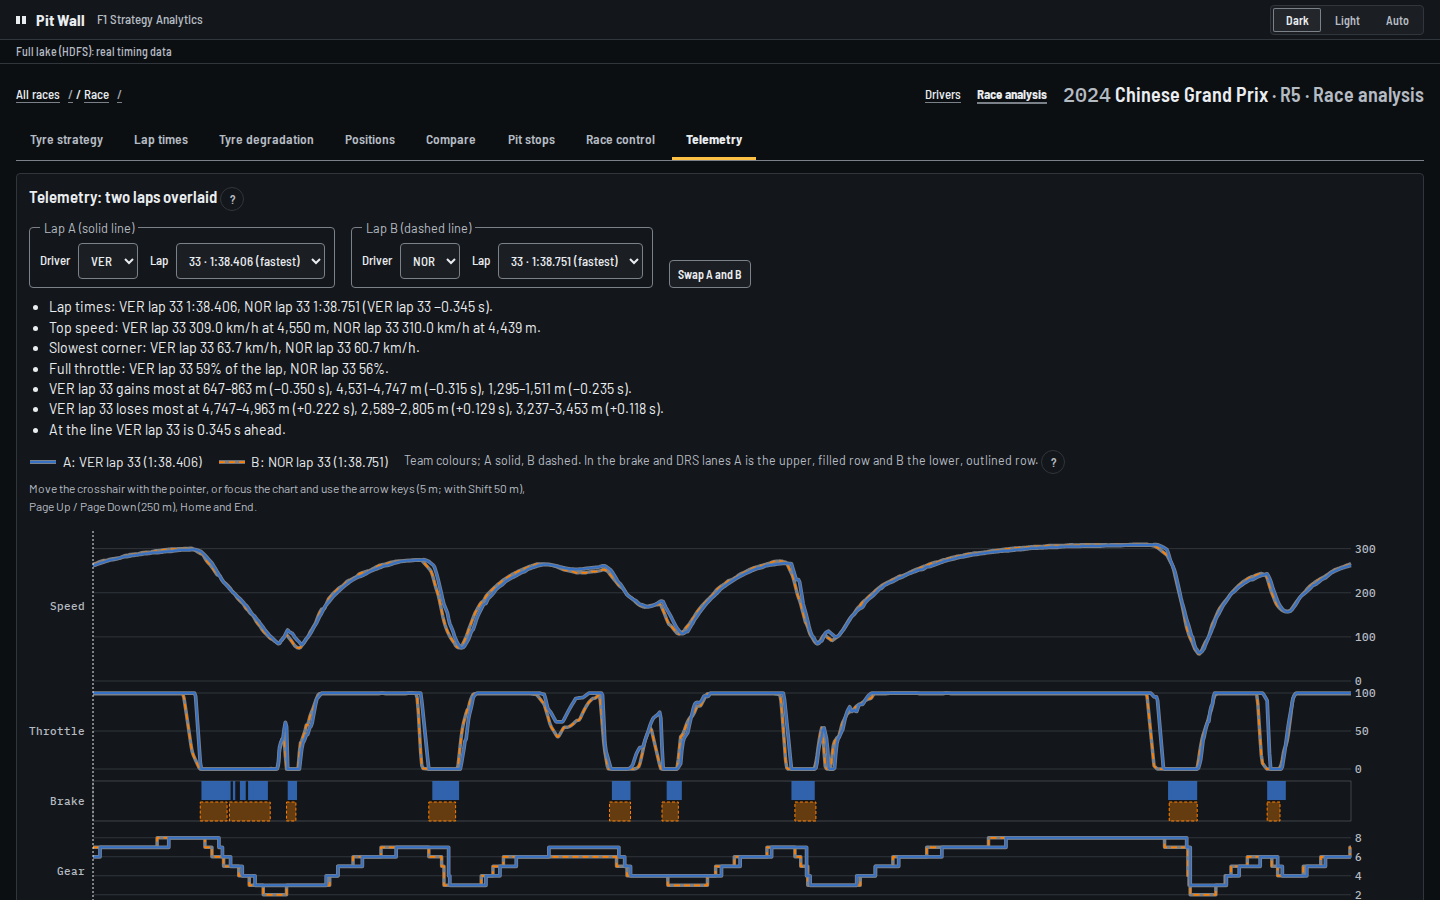 Pit Wall F1 Strategy Analytics Dark Light Auto
Full lake (HDFS): real timing data
All races / / Race / Drivers Race analysis 2024 Chinese Grand Prix · R5 · Race analysis
Tyre strategy Lap times Tyre degradation Positions Compare Pit stops Race control Telemetry
Telemetry: two laps overlaid ?
Lap A (solid line) Lap B (dashed line)
Driver VER Lap 33 · 1:38.406 (fastest) Driver NOR Lap 33 · 1:38.751 (fastest) Swap A and B
• Lap times: VER lap 33 1:38.406, NOR lap 33 1:38.751 (VER lap 33 −0.345 s).
• Top speed: VER lap 33 309.0 km/h at 4,550 m, NOR lap 33 310.0 km/h at 4,439 m.
• Slowest corner: VER lap 33 63.7 km/h, NOR lap 33 60.7 km/h.
• Full throttle: VER lap 33 59% of the lap, NOR lap 33 56%.
• VER lap 33 gains most at 647–863 m (−0.350 s), 4,531–4,747 m (−0.315 s), 1,295–1,511 m (−0.235 s).
• VER lap 33 loses most at 4,747–4,963 m (+0.222 s), 2,589–2,805 m (+0.129 s), 3,237–3,453 m (+0.118 s).
• At the line VER lap 33 is 0.345 s ahead.
A: VER lap 33 (1:38.406) B: NOR lap 33 (1:38.751) Team colours; A solid, B dashed. In the brake and DRS lanes A is the upper, filled row and B the lower, outlined row. ?
Move the crosshair with the pointer, or focus the chart and use the arrow keys (5 m; with Shift 50 m),
Page Up / Page Down (250 m), Home and End.
300
Speed 200
100
0
100
Throttle 50
0
Brake
8
6
Gear 4
2